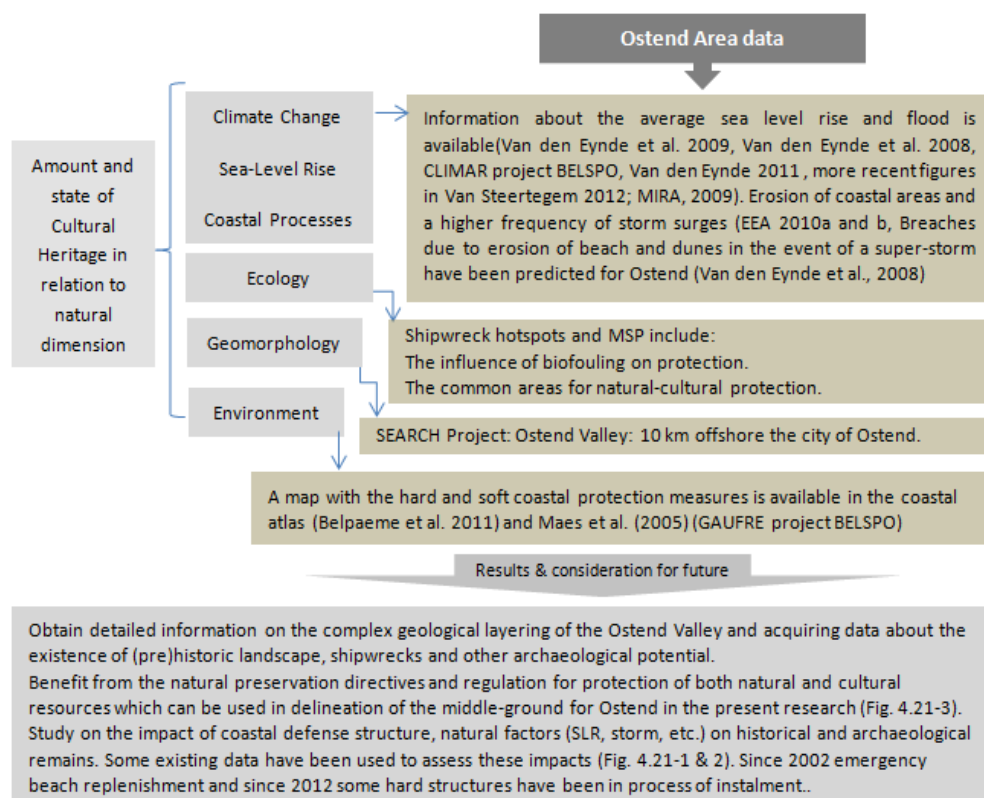 Ostend Area data
Amount and
state of
Cultural
Heritage in
relation to
natural
dimension
Climate Change
Sea-Level Rise
Coastal Processes
Ecology
Geomorphology
Environment
Information about the average sea level rise and flood is
available(Van den Eynde et al. 2009, Van den Eynde et al. 2008,
CLIMAR project BELSPO, Van den Eynde 2011 , more recent figures
in Van Steertegem 2012; MIRA, 2009). Erosion of coastal areas and
a higher frequency of storm surges (EEA 2010a and b, Breaches
due to erosion of beach and dunes in the event of a super-storm
have been predicted for Ostend (Van den Eynde et al., 2008)
Shipwreck hotspots and MSP include:
The influence of biofouling on protection.
The common areas for natural-cultural protection.
SEARCH Project: Ostend Valley: 10 km offshore the city of Ostend.
A map with the hard and soft coastal protection measures is available in the coastal
atlas (Belpaeme et al. 2011) and Maes et al. (2005) (GAUFRE project BELSPO)
Results & consideration for future
Obtain detailed information on the complex geological layering of the Ostend Valley and acquiring data about the
existence of (pre)historic landscape, shipwrecks and other archaeological potential.
Benefit from the natural preservation directives and regulation for protection of both natural and cultural
resources which can be used in delineation of the middle-ground for Ostend in the present research (Fig. 4.21-3).
Study on the impact of coastal defense structure, natural factors (SLR, storm, etc.) on historical and archaeological
remains. Some existing data have been used to assess these impacts (Fig. 4.21-1 & 2). Since 2002 emergency
beach replenishment and since 2012 some hard structures have been in process of instalment..